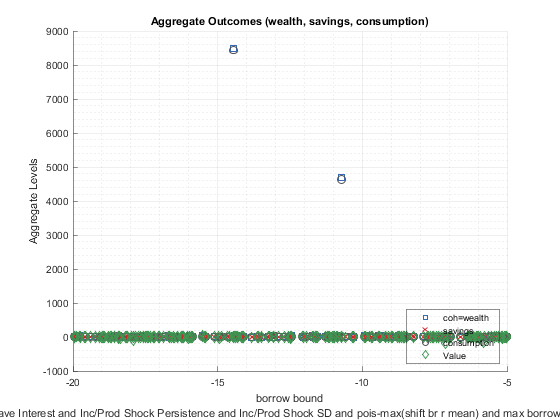 Aggregate Outcomes (wealth, savings, consumption)
9000
8000
7000
6000
5000
4000
3000
2000
1000
0
-1000
Aggregate Levels
coh=wealth
savings
consumption
Value
-20
-15
-10
-5
borrow bound
ave Interest and Inc/Prod Shock Persistence and Inc/Prod Shock SD and pois-max(shift br r mean) and max borrow